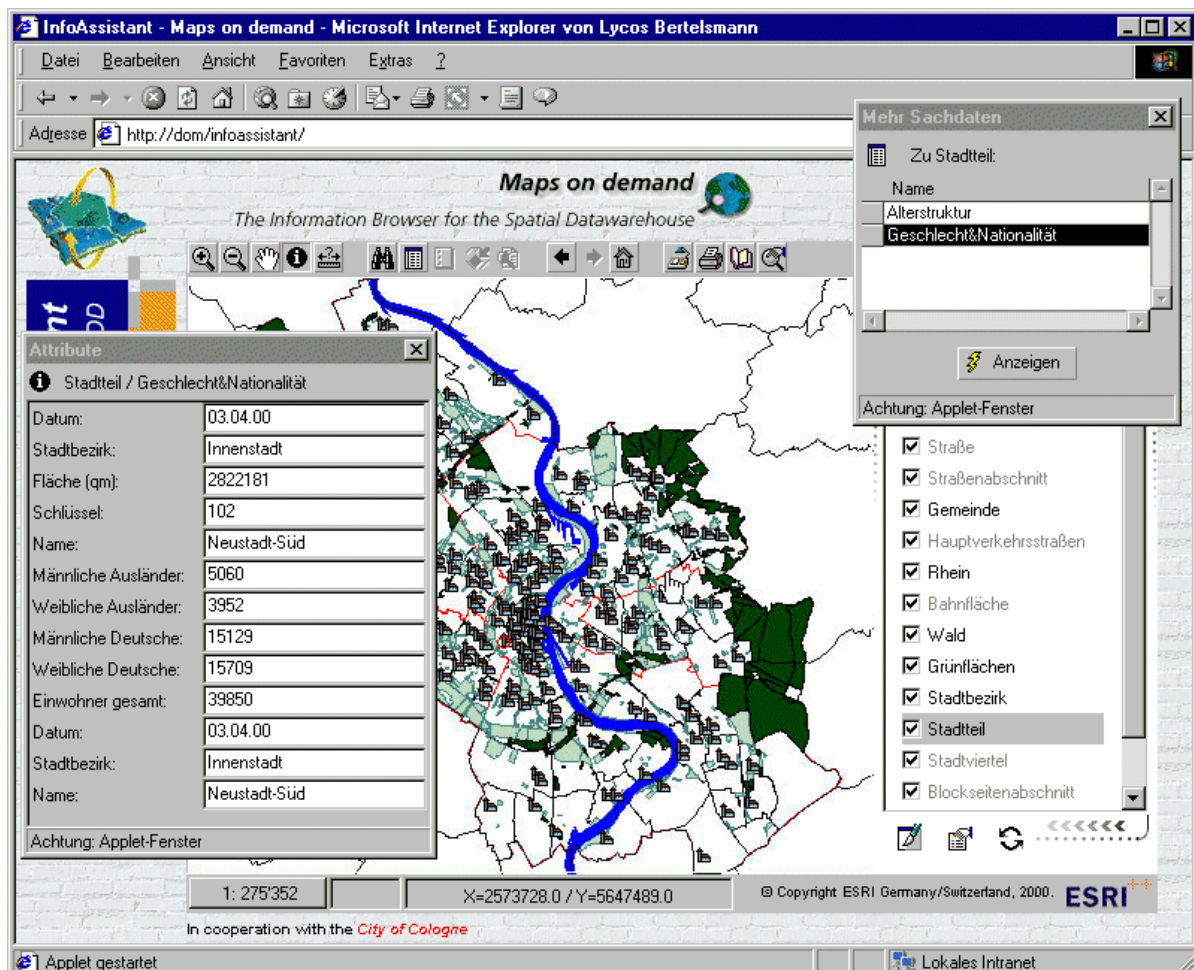 InfoAssistant - Maps on demand - Microsoft Internet Explorer von Lycos Bertelsmann
Datei Bearbeiten Ansicht Favoriten Extras ?
Adresse http://dom/infoassistant/
Maps on demand
The Information Browser for the Spatial Datawarehouse
Mehr Sachdaten
Zu Stadtteil:
Name
Alterstruktur
Geschlecht&Nationalität
Anzeigen
Achtung: Applet-Fenster
Attribute
Stadtteil / Geschlecht&Nationalität
Datum: 03.04.00
Stadtbezirk: Innenstadt
Fläche (qm): 2822181
Schlüssel: 102
Name: Neustadt-Süd
Männliche Ausländer: 5060
Weibliche Ausländer: 3952
Männliche Deutsche: 15129
Weibliche Deutsche: 15709
Einwohner gesamt: 39850
Datum: 03.04.00
Stadtbezirk: Innenstadt
Name: Neustadt-Süd
Achtung: Applet-Fenster
Straße
Straßenabschnitt
Gemeinde
Hauptverkehrsstraßen
Rhein
Bahnfläche
Wald
Grünflächen
Stadtbezirk
Stadtteil
Stadtviertel
Blockseitenabschnitt
1: 275'352
X=2573728.0 / Y=5647489.0
© Copyright ESRI Germany/Switzerland, 2000. ESRI++
In cooperation with the City of Cologne
Applet gestartet
Lokales Intranet